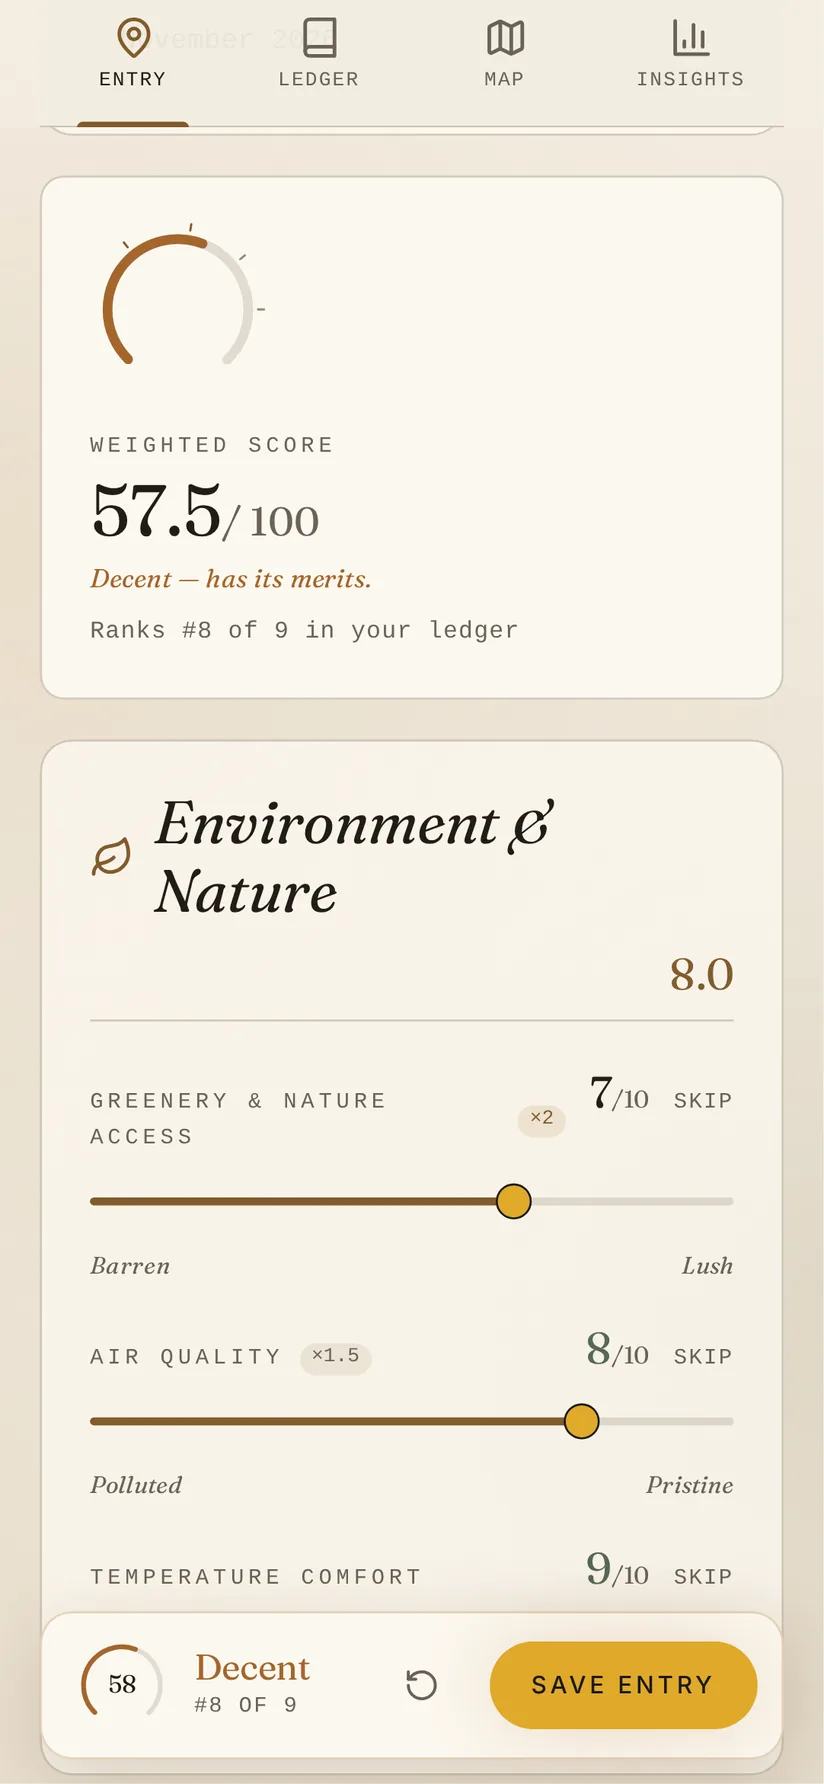 November 2026
ENTRY
LEDGER
MAP
INSIGHTS
WEIGHTED SCORE
57.5/ 100
Decent — has its merits.
Ranks #8 of 9 in your ledger
Environment &
Nature
8.0
GREENERY & NATURE
ACCESS
×2
7/10 SKIP
Barren
Lush
AIR QUALITY ×1.5 8/10 SKIP
Polluted
Pristine
TEMPERATURE COMFORT 9/10 SKIP
58
Decent
#8 OF 9
SAVE ENTRY